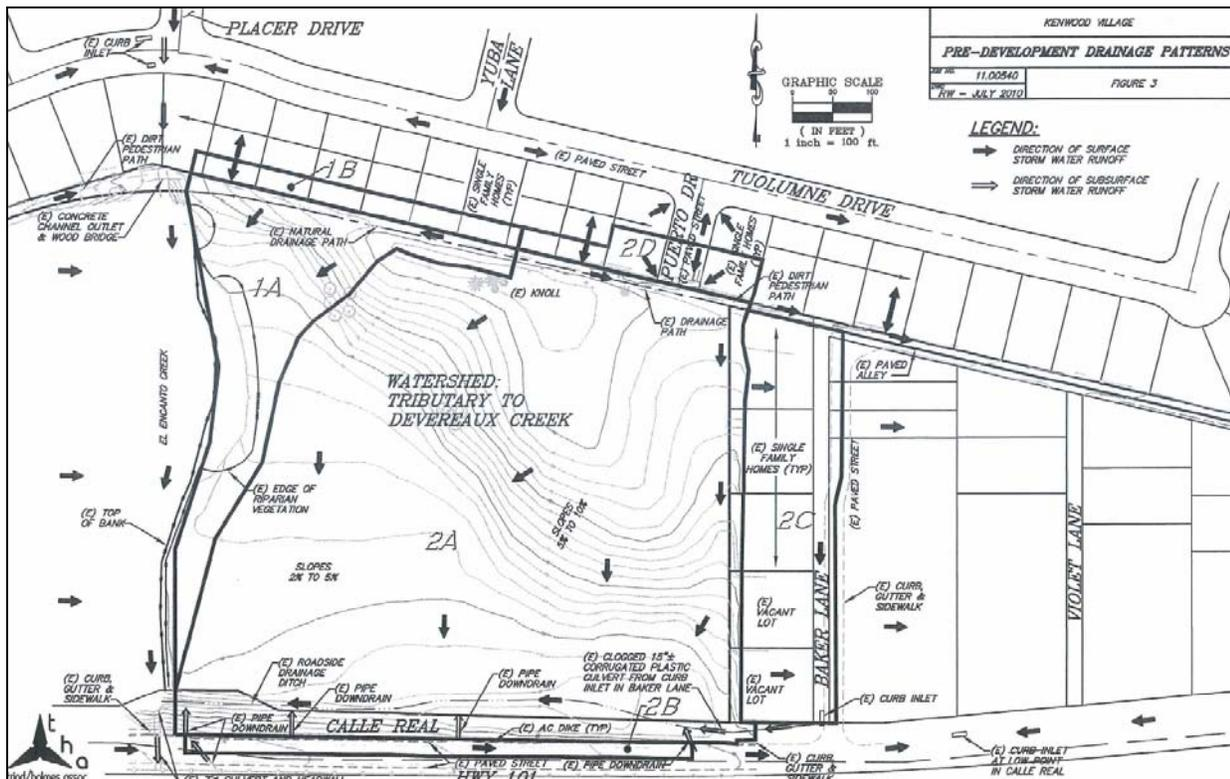 PLACER DRIVE
(E) CURB
INLET
YUBA
LANE
GRAPHIC SCALE
0 50 100
( IN FEET )
1 inch = 100 ft.
KENWOOD VILLAGE
PRE-DEVELOPMENT DRAINAGE PATTERNS
11.00540
FIGURE 3
RW - JULY 2010
LEGEND:
DIRECTION OF SURFACE
STORM WATER RUNOFF
DIRECTION OF SUBSURFACE
STORM WATER RUNOFF
(E) DIRT
PEDESTRIAN
PATH
1B
(E) SINGLE
FAMILY
HOMES
(TYP)
(E) PAVED STREET
TUOLUMNE DRIVE
PUERTO DR
(E) PAVED STREET
(E) SINGLE
FAMILY HOMES
(TYP)
2D
(E) CONCRETE
CHANNEL OUTLET
& WOOD BRIDGE
(E) NATURAL
DRAINAGE PATH
(E) DIRT
PEDESTRIAN
PATH
1A
(E) KNOLL
(E) DRAINAGE
PATH
(E) PAVED
ALLEY
WATERSHED:
TRIBUTARY TO
DEVEREAUX CREEK
EL ENCANTO CREEK
(E) SINGLE
FAMILY
HOMES (TYP)
(E) PAVED STREET
(E) EDGE OF
RIPARIAN
VEGETATION
(E) TOP
OF BANK
2A
SLOPES
5% TO 10%
2C
SLOPES
2% TO 5%
BAKER LANE
VIOLET LANE
(E) CURB,
GUTTER &
SIDEWALK
(E)
VACANT
LOT
(E) CURB,
GUTTER &
SIDEWALK
(E) ROADSIDE
DRAINAGE
DITCH
(E) PIPE
DOWNDRAIN
(E) PIPE
DOWNDRAIN
(E) CLOGGED 18"±
CORRUGATED PLASTIC
CULVERT FROM CURB
INLET IN BAKER LANE
(E)
VACANT
LOT
(E) CURB INLET
(E) PIPE
DOWNDRAIN
CALLE REAL
(E) AC DIKE (TYP)
2B
(E) PAVED STREET
(E) PIPE DOWNDRAIN
HWY 101
(E) CURB,
GUTTER &
SIDEWALK
(E) CURB INLET
AT LOW POINT
IN CALLE REAL
t
h
a